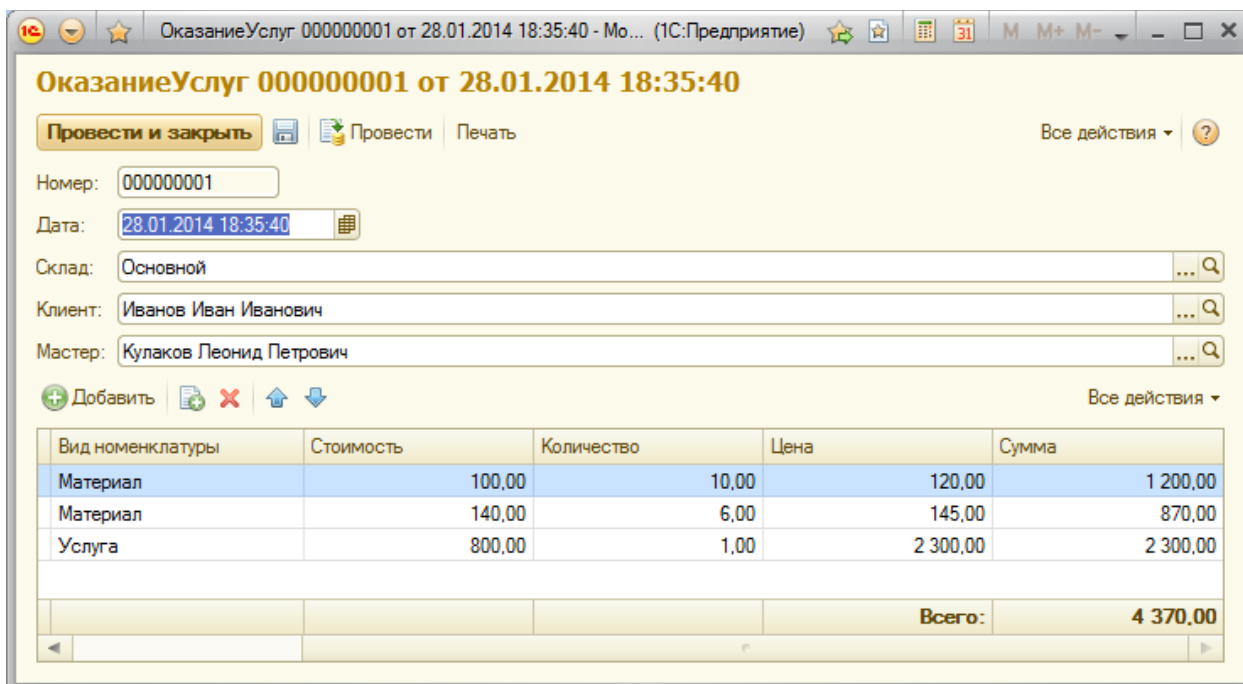 1С ОказаниеУслуг 000000001 от 28.01.2014 18:35:40 - Мо... (1С:Предприятие) 31 M M+ M-
ОказаниеУслуг 000000001 от 28.01.2014 18:35:40
Провести и закрыть Провести Печать Все действия ?
Номер: 000000001
Дата: 28.01.2014 18:35:40
Склад: Основной ...
Клиент: Иванов Иван Иванович ...
Мастер: Кулаков Леонид Петрович ...
Добавить Все действия
Вид номенклатуры Стоимость Количество Цена Сумма
Материал 100,00 10,00 120,00 1 200,00
Материал 140,00 6,00 145,00 870,00
Услуга 800,00 1,00 2 300,00 2 300,00
Всего: 4 370,00